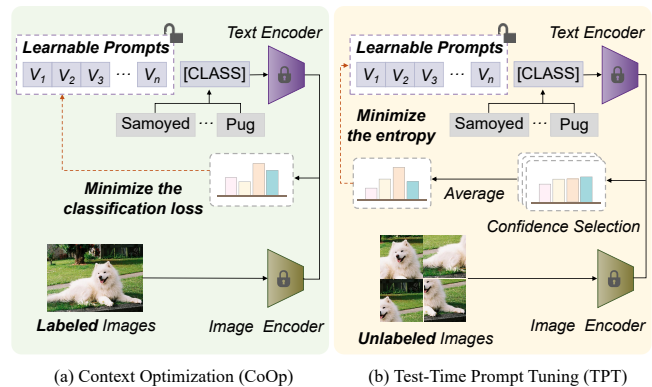 Learnable Prompts
V1 V2 V3 ... Vn
[CLASS]
Text Encoder
Samoyed ... Pug
Minimize the
classification loss
Labeled Images
Image Encoder
(a) Context Optimization (CoOp)
Learnable Prompts
V1 V2 V3 ... Vn
[CLASS]
Text Encoder
Minimize
the entropy
Samoyed ... Pug
Average
Confidence Selection
Unlabeled Images
Image Encoder
(b) Test-Time Prompt Tuning (TPT)